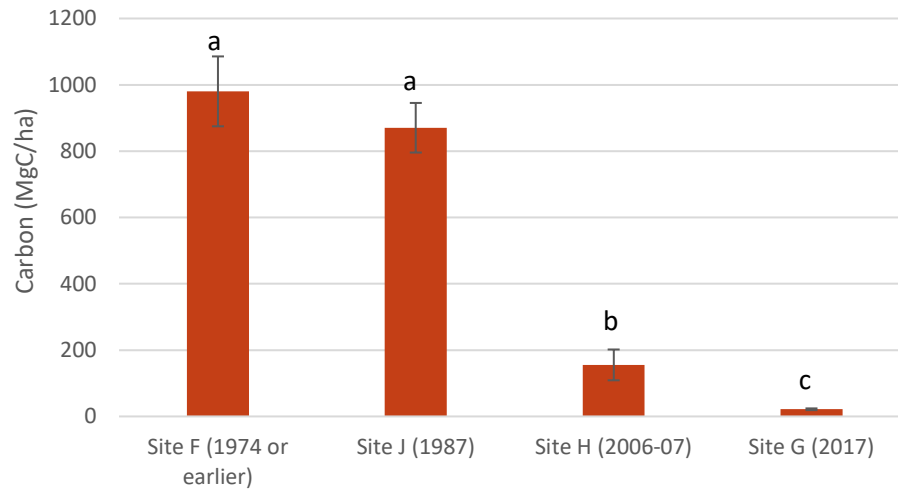 Carbon (MgC/ha)
1200
1000
800
600
400
200
0
a
a
b
c
Site F (1974 or
earlier)
Site J (1987)
Site H (2006-07)
Site G (2017)